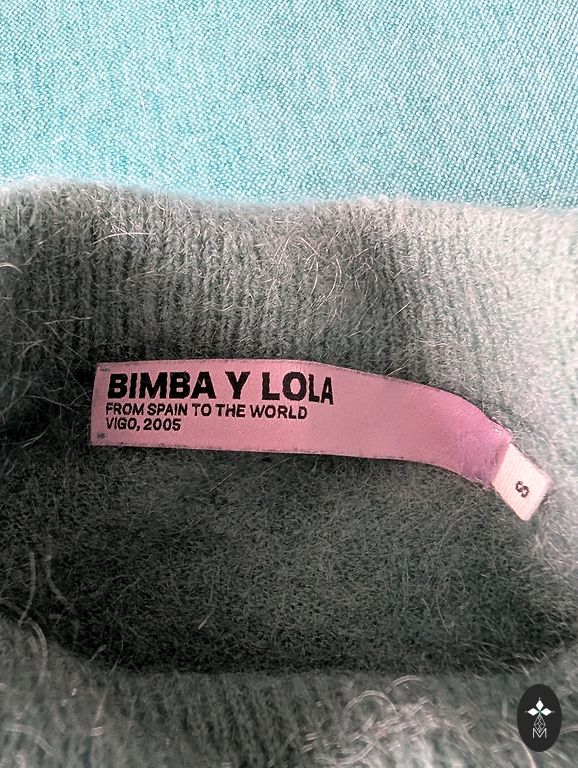 BIMBA Y LOLA
FROM SPAIN TO THE WORLD
VIGO, 2005
S
M